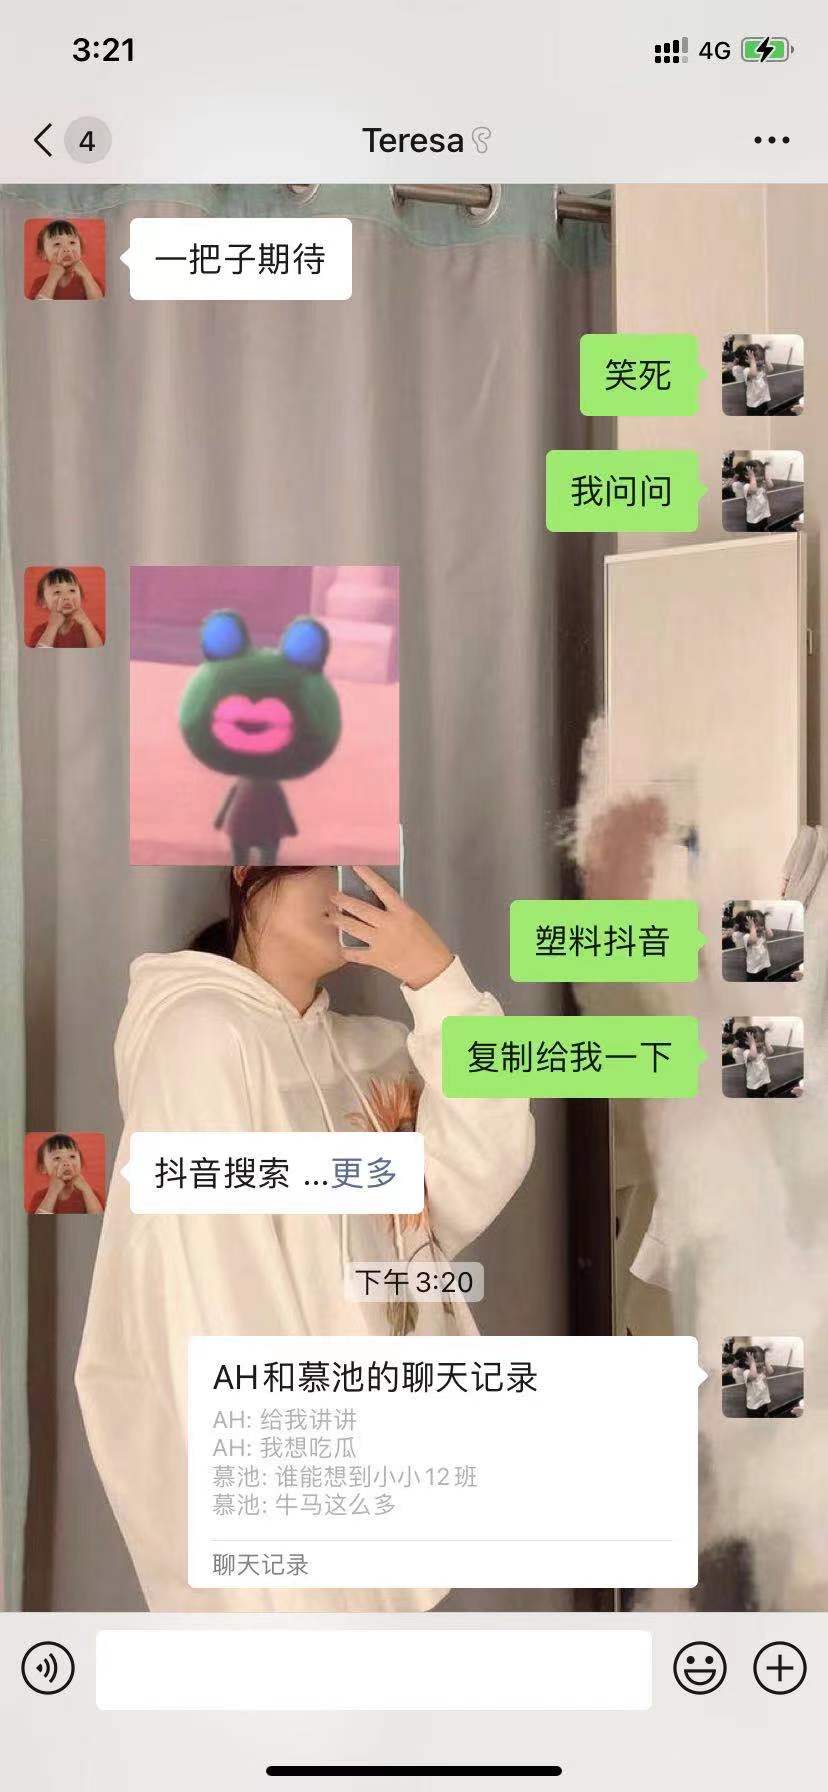 3:21
4G
4
Teresa
一把子期待
笑死
我问问
塑料抖音
复制给我一下
抖音搜索 ...更多
下午3:20
AH和慕池的聊天记录
AH: 给我讲讲
AH: 我想吃瓜
慕池: 谁能想到小小12班
慕池: 牛马这么多
聊天记录